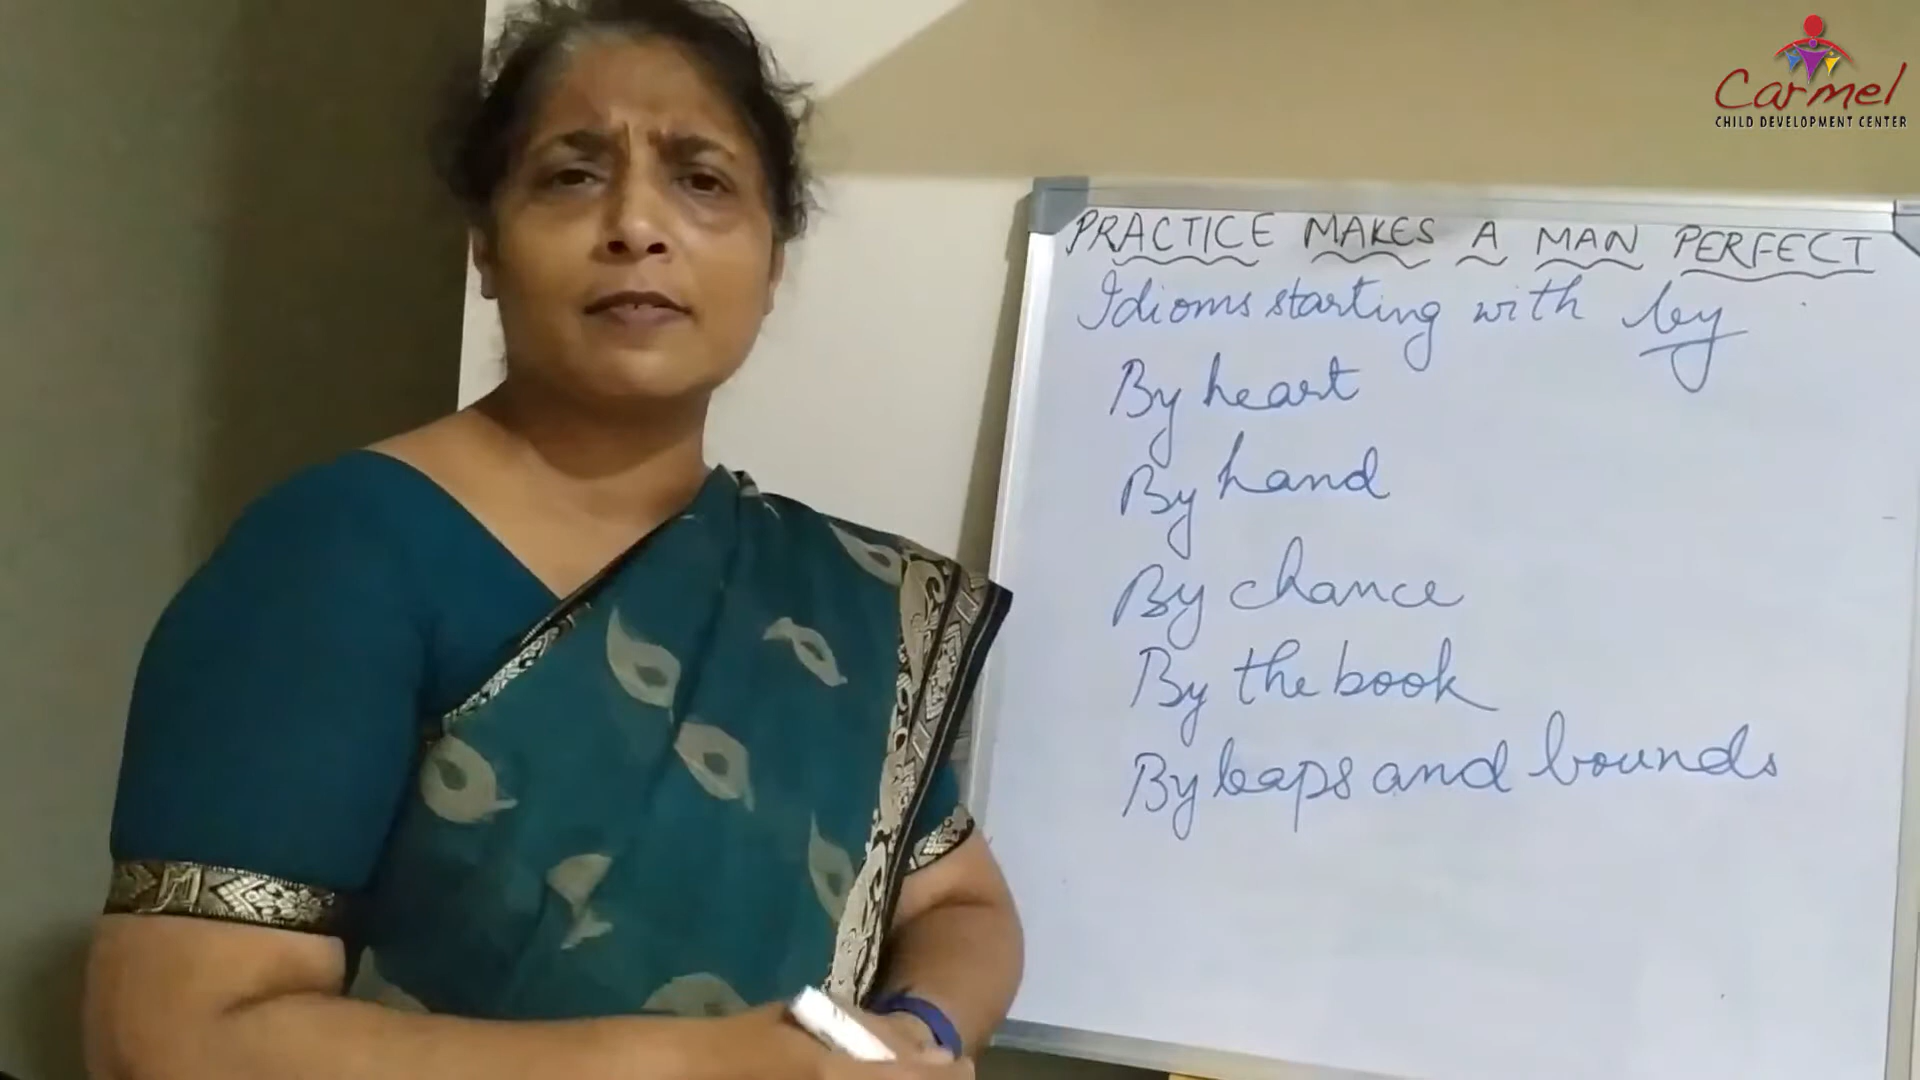 Carmel
CHILD DEVELOPMENT CENTER
PRACTICE MAKES A MAN PERFECT
Idioms starting with by
By heart
By hand
By chance
By the book
By leaps and bounds